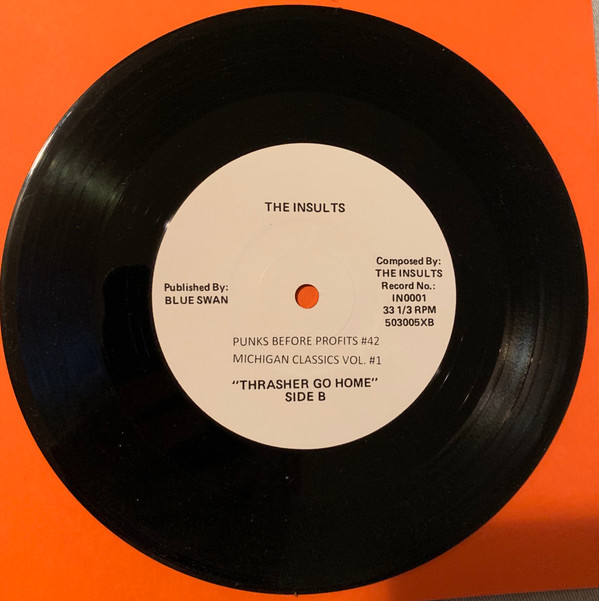 THE INSULTS
Published By:
BLUE SWAN
Composed By:
THE INSULTS
Record No.:
IN0001
33 1/3 RPM
503005XB
PUNKS BEFORE PROFITS #42
MICHIGAN CLASSICS VOL. #1
"THRASHER GO HOME"
SIDE B